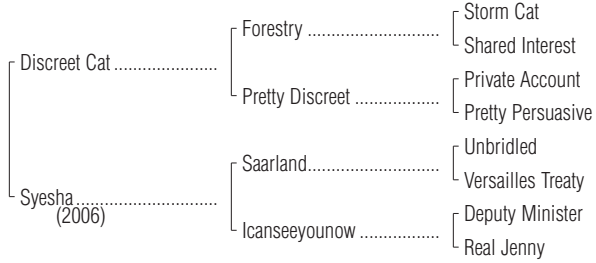 Storm Cat
Forestry ..............................
Shared Interest
Discreet Cat .......................
Private Account
Pretty Discreet ...................
Pretty Persuasive
Unbridled
Saarland..............................
Versailles Treaty
Syesha...............................
(2006)
Deputy Minister
Icanseeyounow ..................
Real Jenny